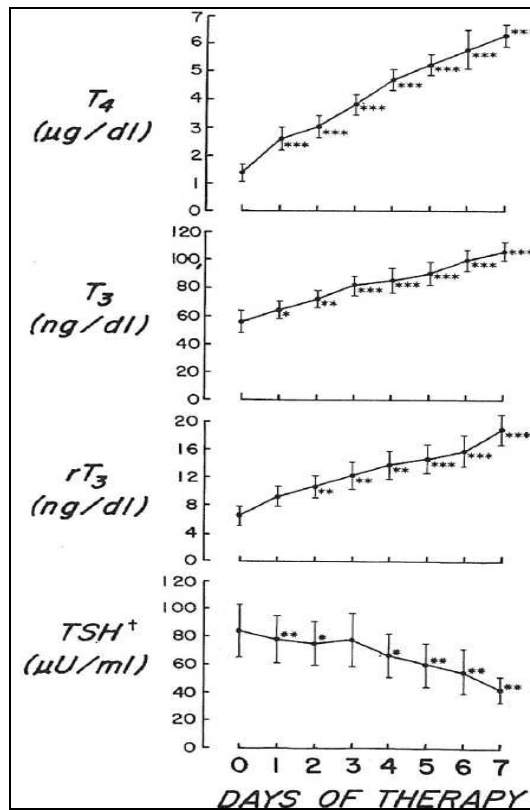 7
6
5
4
3
2
1
0
T₄
(µg/dl)
*** *** *** *** *** *** ***
120
100
80
60
40
20
0
T₃
(ng/dl)
* ** *** *** *** *** ***
20
16
12
8
4
0
rT₃
(ng/dl)
** ** ** *** *** ***
120
100
80
60
40
20
0
TSH†
(µU/ml)
** * * ** ** **
0 1 2 3 4 5 6 7
DAYS OF THERAPY